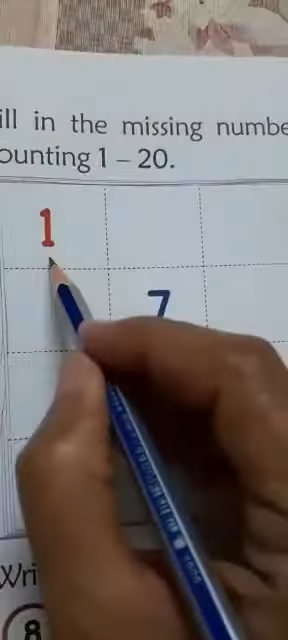 ill in the missing numbe
ounting 1 – 20.
1
7
Wri
8